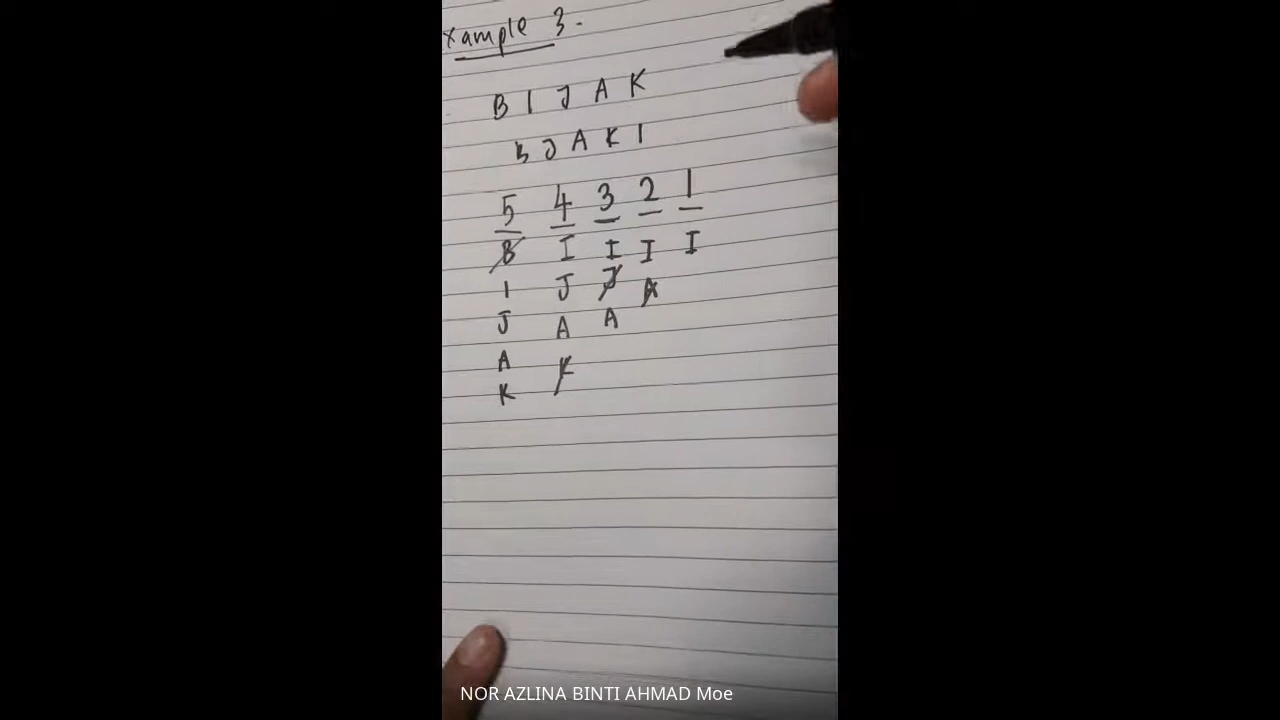 xample 3.
B I J A K
B J A K I
5 4 3 2 1
B I I I I
I J J A
J A A
A K
K
NOR AZLINA BINTI AHMAD Moe